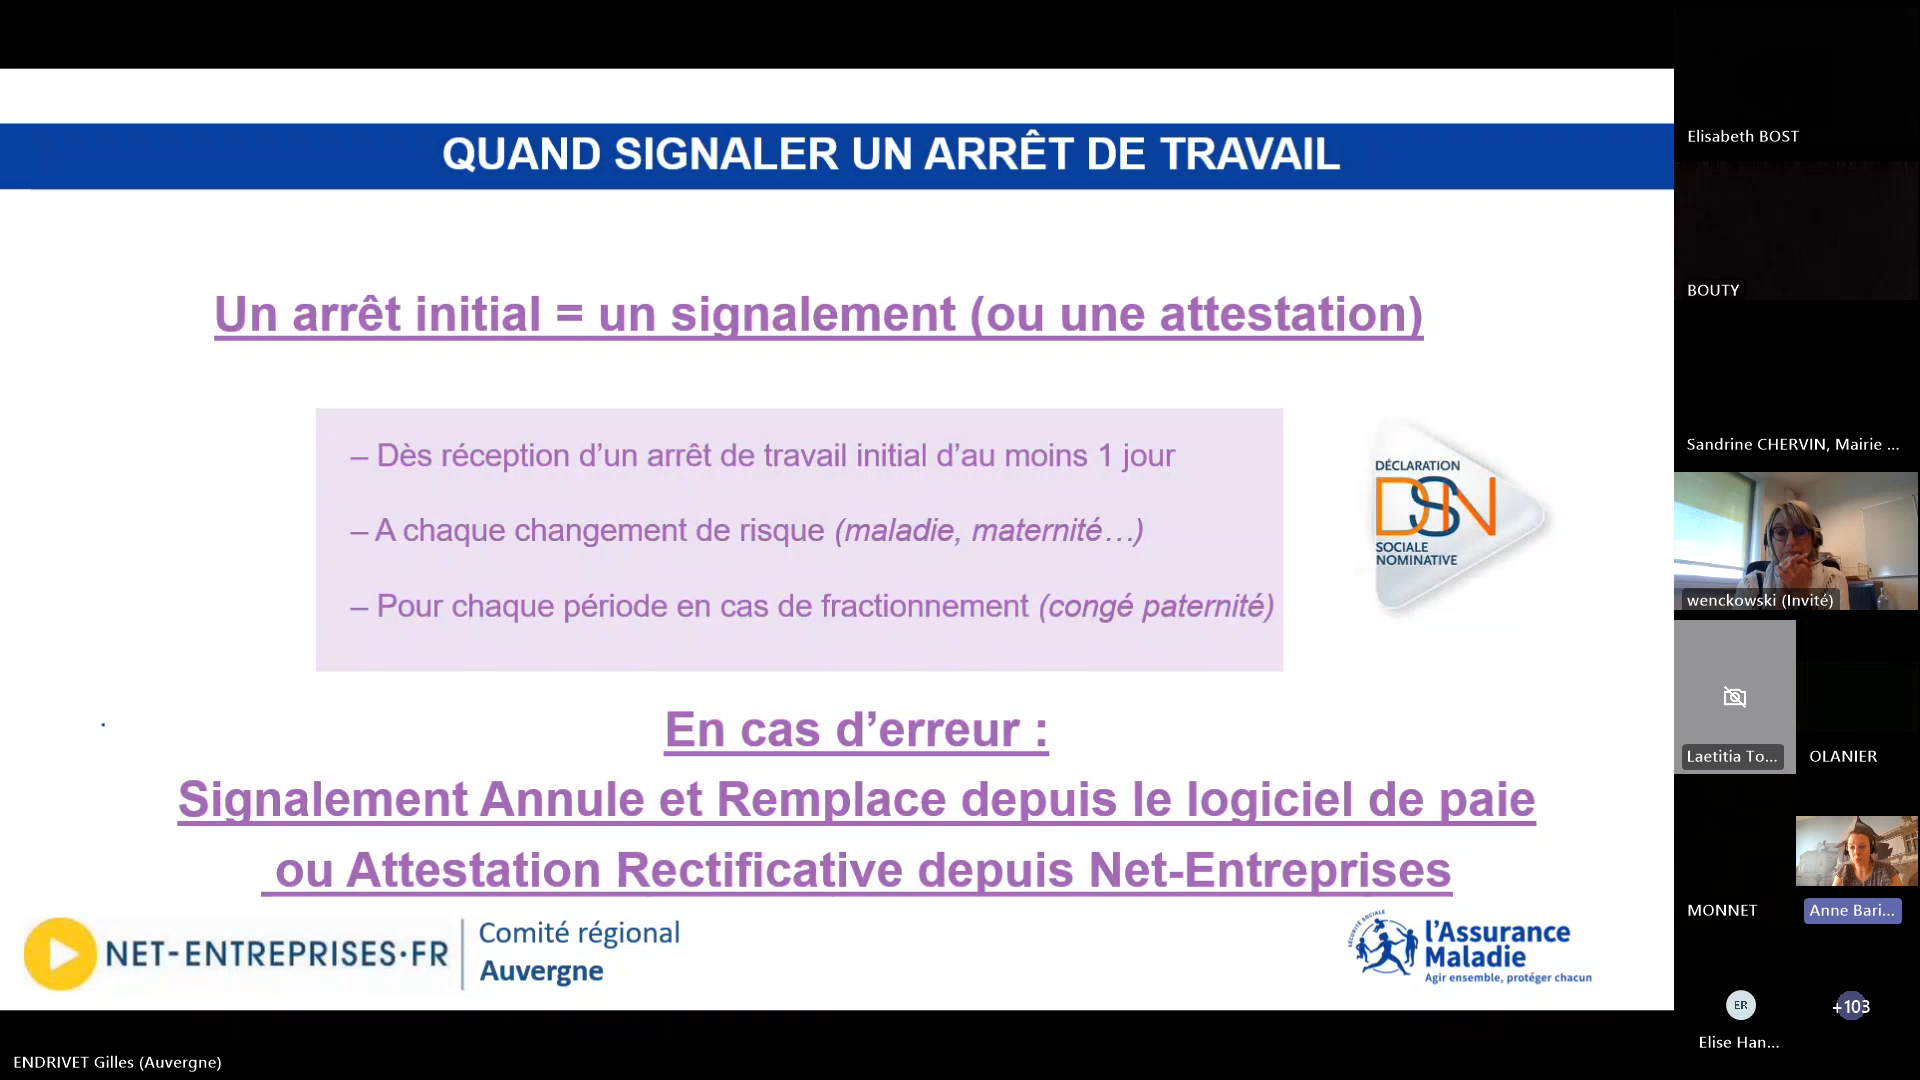 QUAND SIGNALER UN ARRÊT DE TRAVAIL
Un arrêt initial = un signalement (ou une attestation)
– Dès réception d’un arrêt de travail initial d’au moins 1 jour
– A chaque changement de risque (maladie, maternité…)
– Pour chaque période en cas de fractionnement (congé paternité)
DÉCLARATION
DSN
SOCIALE
NOMINATIVE
En cas d’erreur :
Signalement Annule et Remplace depuis le logiciel de paie
ou Attestation Rectificative depuis Net-Entreprises
NET-ENTREPRISES·FR
Comité régional
Auvergne
SÉCURITÉ SOCIALE
l’Assurance
Maladie
Agir ensemble, protéger chacun
ENDRIVET Gilles (Auvergne)
Elisabeth BOST
BOUTY
Sandrine CHERVIN, Mairie ...
wenckowski (Invité)
Laetitia To...
OLANIER
MONNET
Anne Bari...
ER
+103
Elise Han...